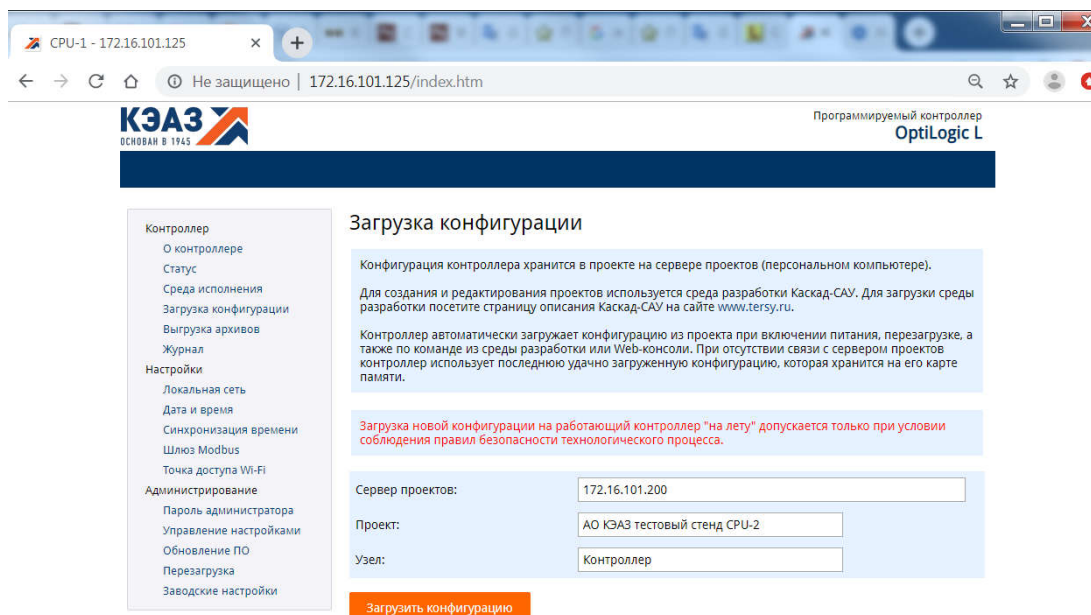 CPU-1 - 172.16.101.125
Не защищено | 172.16.101.125/index.htm
КЭАЗ
ОСНОВАН В 1945
Программируемый контроллер
OptiLogic L
Контроллер
О контроллере
Статус
Среда исполнения
Загрузка конфигурации
Выгрузка архивов
Журнал
Настройки
Локальная сеть
Дата и время
Синхронизация времени
Шлюз Modbus
Точка доступа Wi-Fi
Администрирование
Пароль администратора
Управление настройками
Обновление ПО
Перезагрузка
Заводские настройки
Загрузка конфигурации
Конфигурация контроллера хранится в проекте на сервере проектов (персональном компьютере).
Для создания и редактирования проектов используется среда разработки Каскад-САУ. Для загрузки среды
разработки посетите страницу описания Каскад-САУ на сайте www.tersy.ru.
Контроллер автоматически загружает конфигурацию из проекта при включении питания, перезагрузке, а
также по команде из среды разработки или Web-консоли. При отсутствии связи с сервером проектов
контроллер использует последнюю удачно загруженную конфигурацию, которая хранится на его карте
памяти.
Загрузка новой конфигурации на работающий контроллер "на лету" допускается только при условии
соблюдения правил безопасности технологического процесса.
Сервер проектов: 172.16.101.200
Проект: АО КЭАЗ тестовый стенд CPU-2
Узел: Контроллер
Загрузить конфигурацию